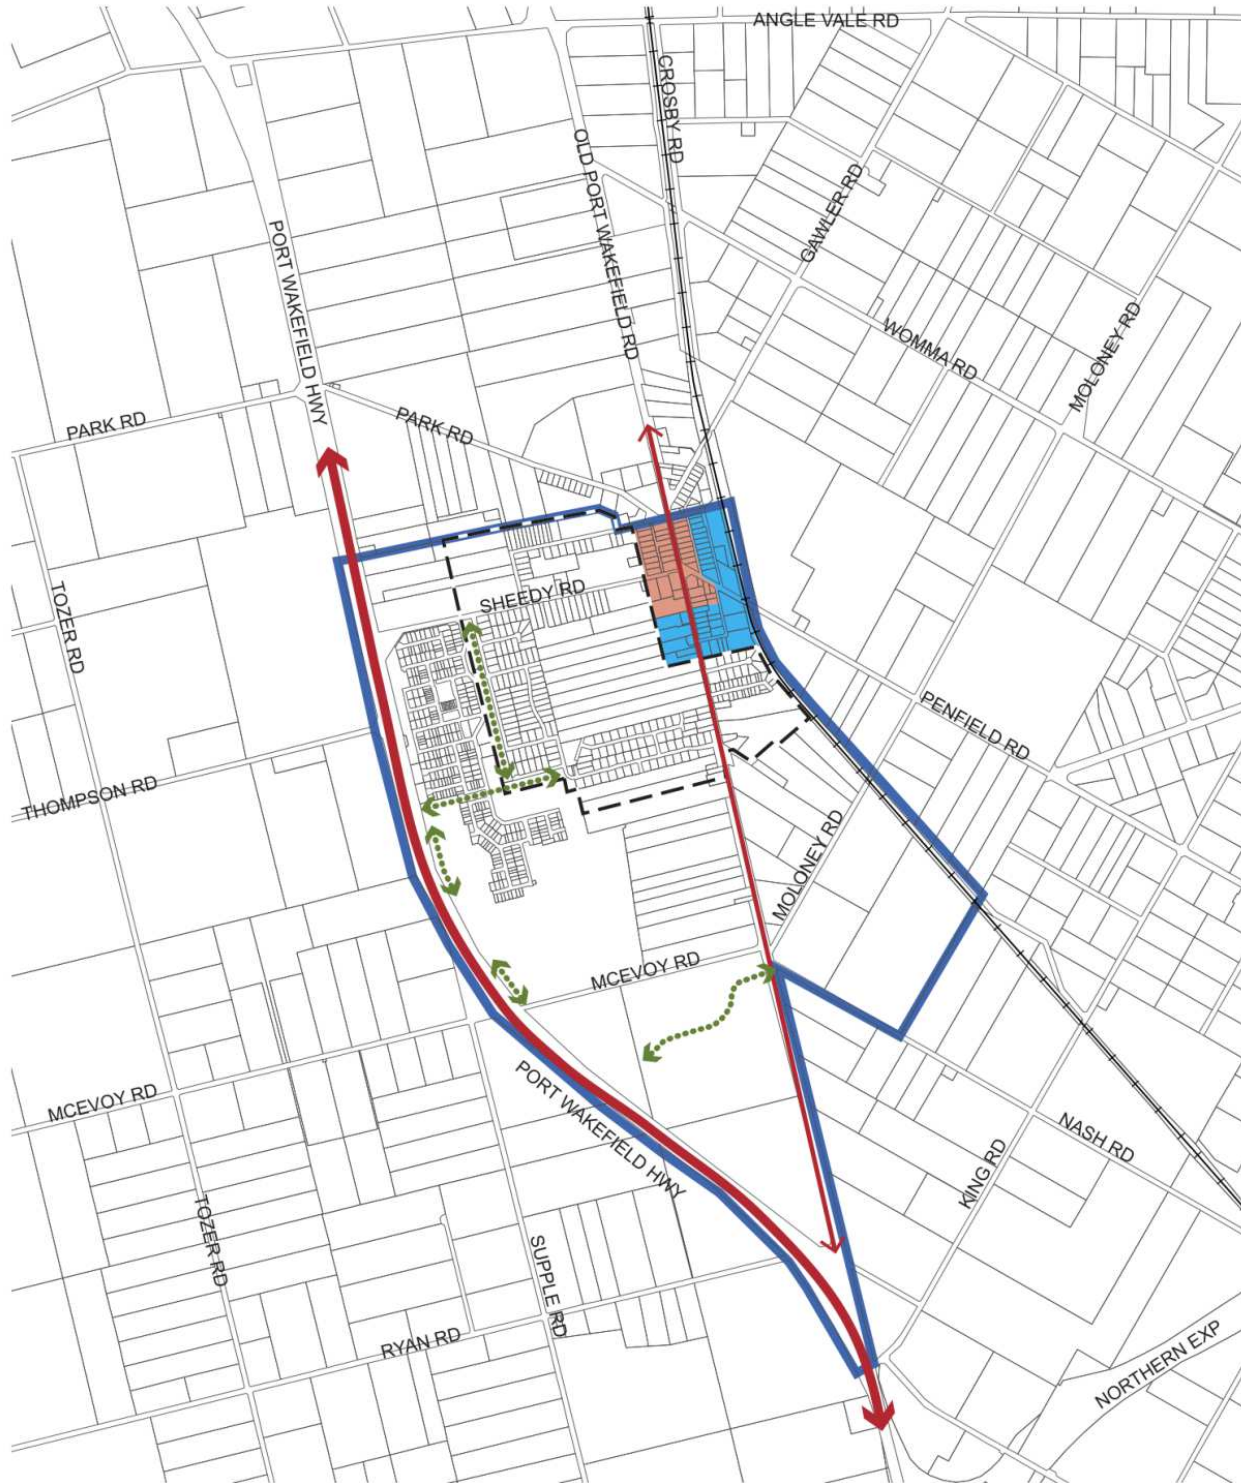 ANGLE VALE RD
CROSBY RD
OLD PORT WAKEFIELD RD
GAWLER RD
PORT WAKEFIELD HWY
WOMMA RD
MOLONEY RD
PARK RD
PARK RD
SHEEDY RD
TOZER RD
PENFIELD RD
THOMPSON RD
MOLONEY RD
MCEVOY RD
PORT WAKEFIELD HWY
MCEVOY RD
NASH RD
KING RD
TOZER RD
SUPPLE RD
RYAN RD
NORTHERN EXP